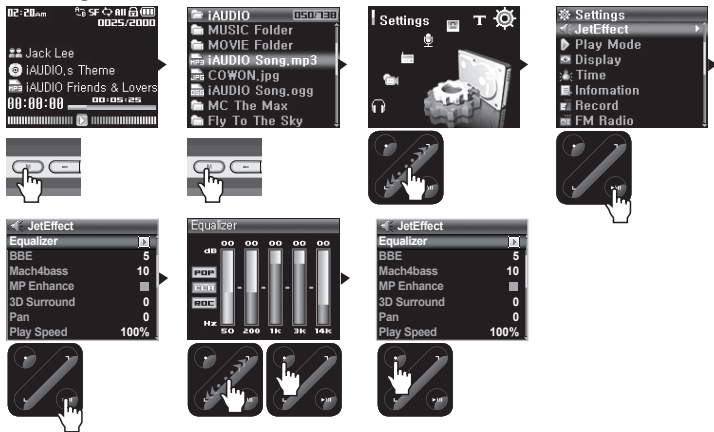 02:20am SF All
0025/2000
Jack Lee
iAUDIO,s Theme
iAUDIO Friends & Lovers
00:00:00 00:05:25
iAUDIO 050/138
MUSIC Folder
MOVIE Folder
iAUDIO Song.mp3
COWON.jpg
iAUDIO Song.ogg
MC The Max
Fly To The Sky
Settings
T
Settings
JetEffect
Play Mode
Display
Time
Infomation
Record
FM Radio
M
M
JetEffect
Equalizer
BBE 5
Mach4bass 10
MP Enhance
3D Surround 0
Pan 0
Play Speed 100%
Equalizer
00 00 00 00 00
dB
POP
ROC
Hz
50 200 1k 3k 14k
JetEffect
Equalizer
BBE 5
Mach4bass 10
MP Enhance
3D Surround 0
Pan 0
Play Speed 100%